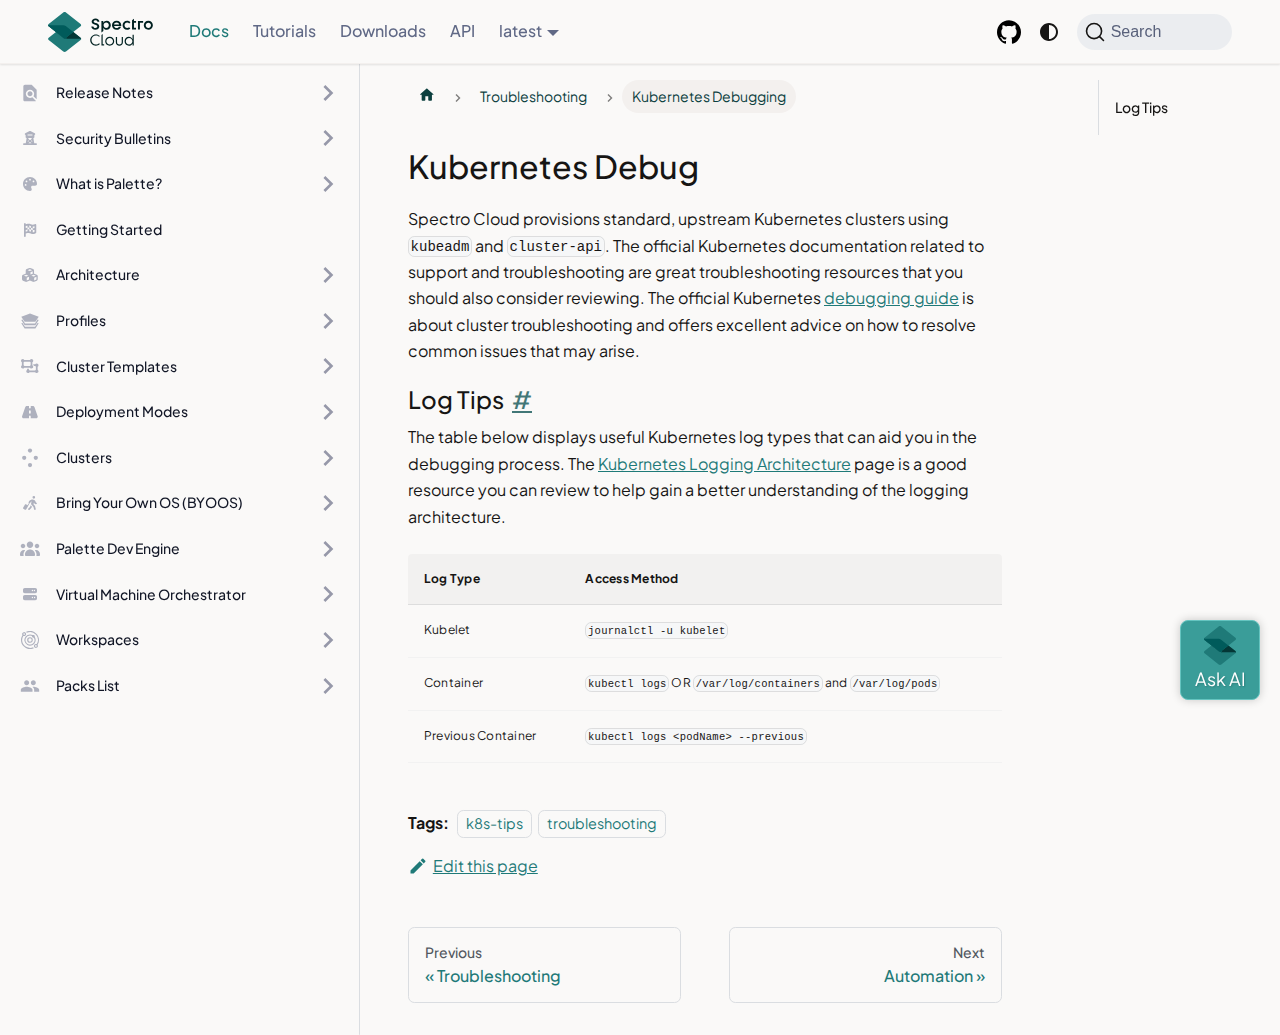 Spectro Cloud
Docs
Tutorials
Downloads
API
latest
Search
Release Notes
Security Bulletins
What is Palette?
Getting Started
Architecture
Profiles
Cluster Templates
Deployment Modes
Clusters
Bring Your Own OS (BYOOS)
Palette Dev Engine
Virtual Machine Orchestrator
Workspaces
Packs List
Troubleshooting
Kubernetes Debugging
Kubernetes Debug
Spectro Cloud provisions standard, upstream Kubernetes clusters using
kubeadm and cluster-api. The official Kubernetes documentation related to
support and troubleshooting are great troubleshooting resources that you
should also consider reviewing. The official Kubernetes debugging guide is
about cluster troubleshooting and offers excellent advice on how to resolve
common issues that may arise.
Log Tips #
The table below displays useful Kubernetes log types that can aid you in the
debugging process. The Kubernetes Logging Architecture page is a good
resource you can review to help gain a better understanding of the logging
architecture.
Log Type Access Method
Kubelet journalctl -u kubelet
Container kubectl logs OR /var/log/containers and /var/log/pods
Previous Container kubectl logs <podName> --previous
Tags: k8s-tips troubleshooting
Edit this page
Previous
« Troubleshooting
Next
Automation »
Log Tips
Ask AI